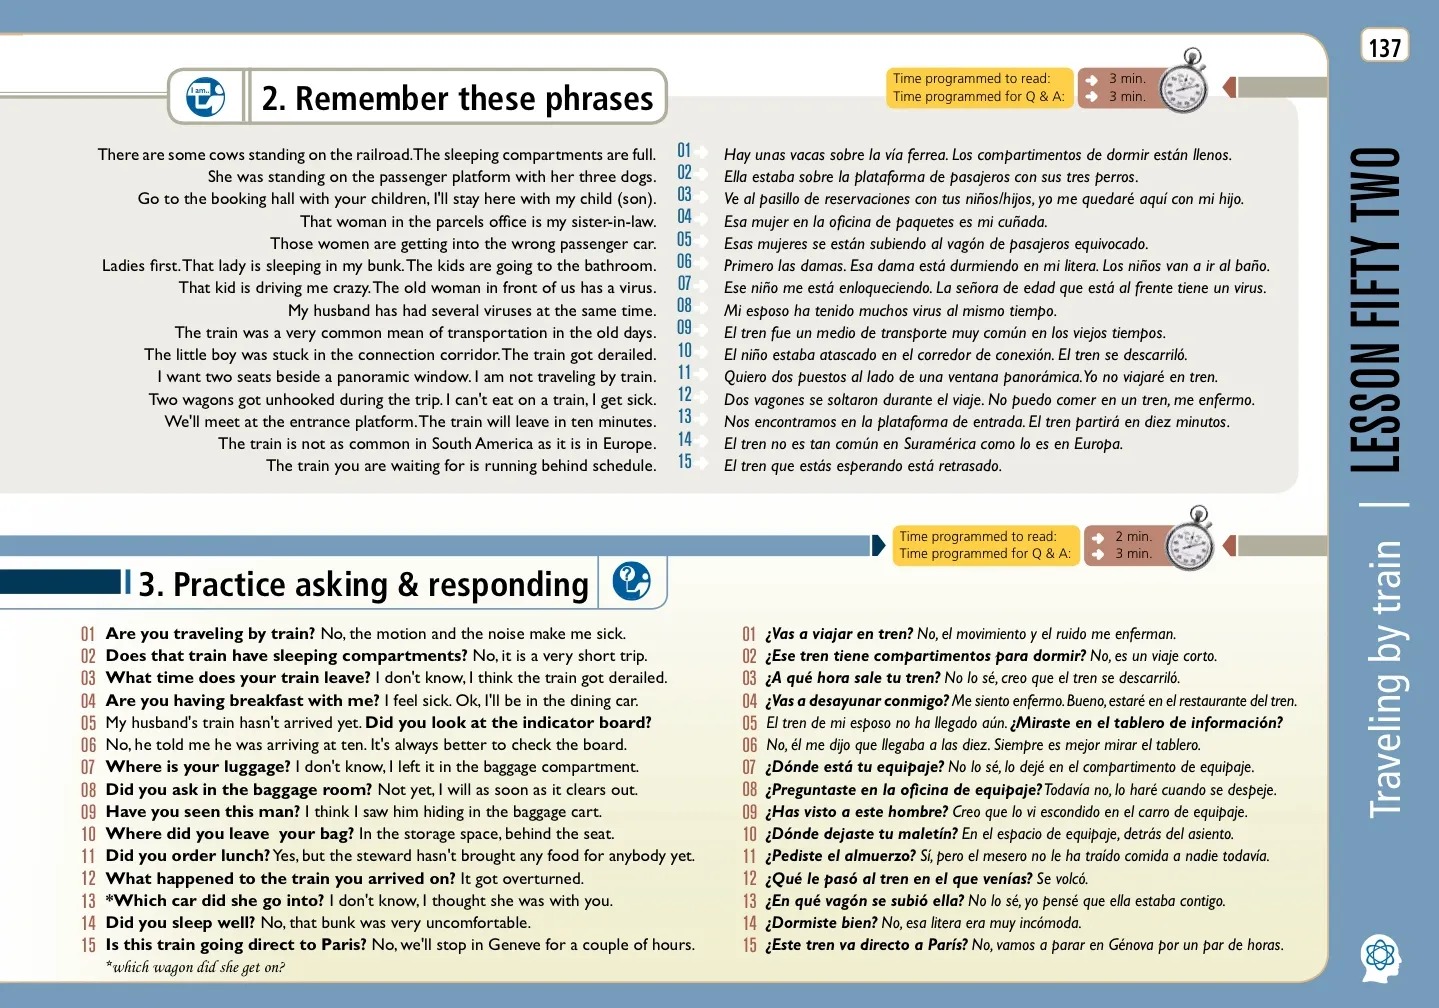 137
I am..
2. Remember these phrases
Time programmed to read: 3 min.
Time programmed for Q & A: 3 min.
There are some cows standing on the railroad. The sleeping compartments are full. 01 Hay unas vacas sobre la vía ferrea. Los compartimentos de dormir están llenos.
She was standing on the passenger platform with her three dogs. 02 Ella estaba sobre la plataforma de pasajeros con sus tres perros.
Go to the booking hall with your children, I'll stay here with my child (son). 03 Ve al pasillo de reservaciones con tus niños/hijos, yo me quedaré aquí con mi hijo.
That woman in the parcels office is my sister-in-law. 04 Esa mujer en la oficina de paquetes es mi cuñada.
Those women are getting into the wrong passenger car. 05 Esas mujeres se están subiendo al vagón de pasajeros equivocado.
Ladies first. That lady is sleeping in my bunk. The kids are going to the bathroom. 06 Primero las damas. Esa dama está durmiendo en mi litera. Los niños van a ir al baño.
That kid is driving me crazy. The old woman in front of us has a virus. 07 Ese niño me está enloqueciendo. La señora de edad que está al frente tiene un virus.
My husband has had several viruses at the same time. 08 Mi esposo ha tenido muchos virus al mismo tiempo.
The train was a very common mean of transportation in the old days. 09 El tren fue un medio de transporte muy común en los viejos tiempos.
The little boy was stuck in the connection corridor. The train got derailed. 10 El niño estaba atascado en el corredor de conexión. El tren se descarriló.
I want two seats beside a panoramic window. I am not traveling by train. 11 Quiero dos puestos al lado de una ventana panorámica. Yo no viajaré en tren.
Two wagons got unhooked during the trip. I can't eat on a train, I get sick. 12 Dos vagones se soltaron durante el viaje. No puedo comer en un tren, me enfermo.
We'll meet at the entrance platform. The train will leave in ten minutes. 13 Nos encontramos en la plataforma de entrada. El tren partirá en diez minutos.
The train is not as common in South America as it is in Europe. 14 El tren no es tan común en Suramérica como lo es en Europa.
The train you are waiting for is running behind schedule. 15 El tren que estás esperando está retrasado.
Time programmed to read: 2 min.
Time programmed for Q & A: 3 min.
3. Practice asking & responding
01 Are you traveling by train? No, the motion and the noise make me sick.
02 Does that train have sleeping compartments? No, it is a very short trip.
03 What time does your train leave? I don't know, I think the train got derailed.
04 Are you having breakfast with me? I feel sick. Ok, I'll be in the dining car.
05 My husband's train hasn't arrived yet. Did you look at the indicator board?
06 No, he told me he was arriving at ten. It's always better to check the board.
07 Where is your luggage? I don't know, I left it in the baggage compartment.
08 Did you ask in the baggage room? Not yet, I will as soon as it clears out.
09 Have you seen this man? I think I saw him hiding in the baggage cart.
10 Where did you leave your bag? In the storage space, behind the seat.
11 Did you order lunch? Yes, but the steward hasn't brought any food for anybody yet.
12 What happened to the train you arrived on? It got overturned.
13 *Which car did she go into? I don't know, I thought she was with you.
14 Did you sleep well? No, that bunk was very uncomfortable.
15 Is this train going direct to Paris? No, we'll stop in Geneve for a couple of hours.
*which wagon did she get on?
01 ¿Vas a viajar en tren? No, el movimiento y el ruido me enferman.
02 ¿Ese tren tiene compartimentos para dormir? No, es un viaje corto.
03 ¿A qué hora sale tu tren? No lo sé, creo que el tren se descarriló.
04 ¿Vas a desayunar conmigo? Me siento enfermo. Bueno, estaré en el restaurante del tren.
05 El tren de mi esposo no ha llegado aún. ¿Miraste en el tablero de información?
06 No, él me dijo que llegaba a las diez. Siempre es mejor mirar el tablero.
07 ¿Dónde está tu equipaje? No lo sé, lo dejé en el compartimento de equipaje.
08 ¿Preguntaste en la oficina de equipaje? Todavía no, lo haré cuando se despeje.
09 ¿Has visto a este hombre? Creo que lo vi escondido en el carro de equipaje.
10 ¿Dónde dejaste tu maletín? En el espacio de equipaje, detrás del asiento.
11 ¿Pediste el almuerzo? Sí, pero el mesero no le ha traído comida a nadie todavía.
12 ¿Qué le pasó al tren en el que venías? Se volcó.
13 ¿En qué vagón se subió ella? No lo sé, yo pensé que ella estaba contigo.
14 ¿Dormiste bien? No, esa litera era muy incómoda.
15 ¿Este tren va directo a París? No, vamos a parar en Génova por un par de horas.
Traveling by train | LESSON FIFTY TWO